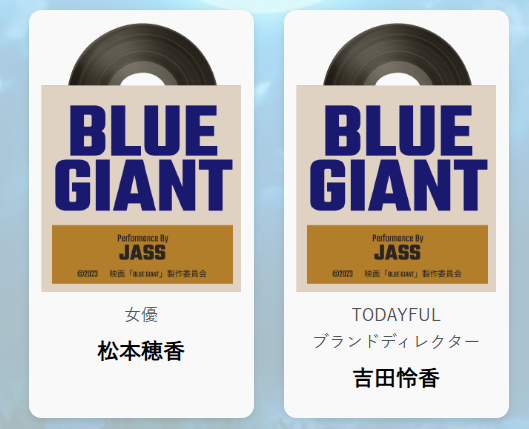 BLUE
GIANT
Performance By
JASS
©2023 映画「BLUE GIANT」製作委員会
女優
松本穂香
BLUE
GIANT
Performance By
JASS
©2023 映画「BLUE GIANT」製作委員会
TODAYFUL
ブランドディレクター
吉田怜香